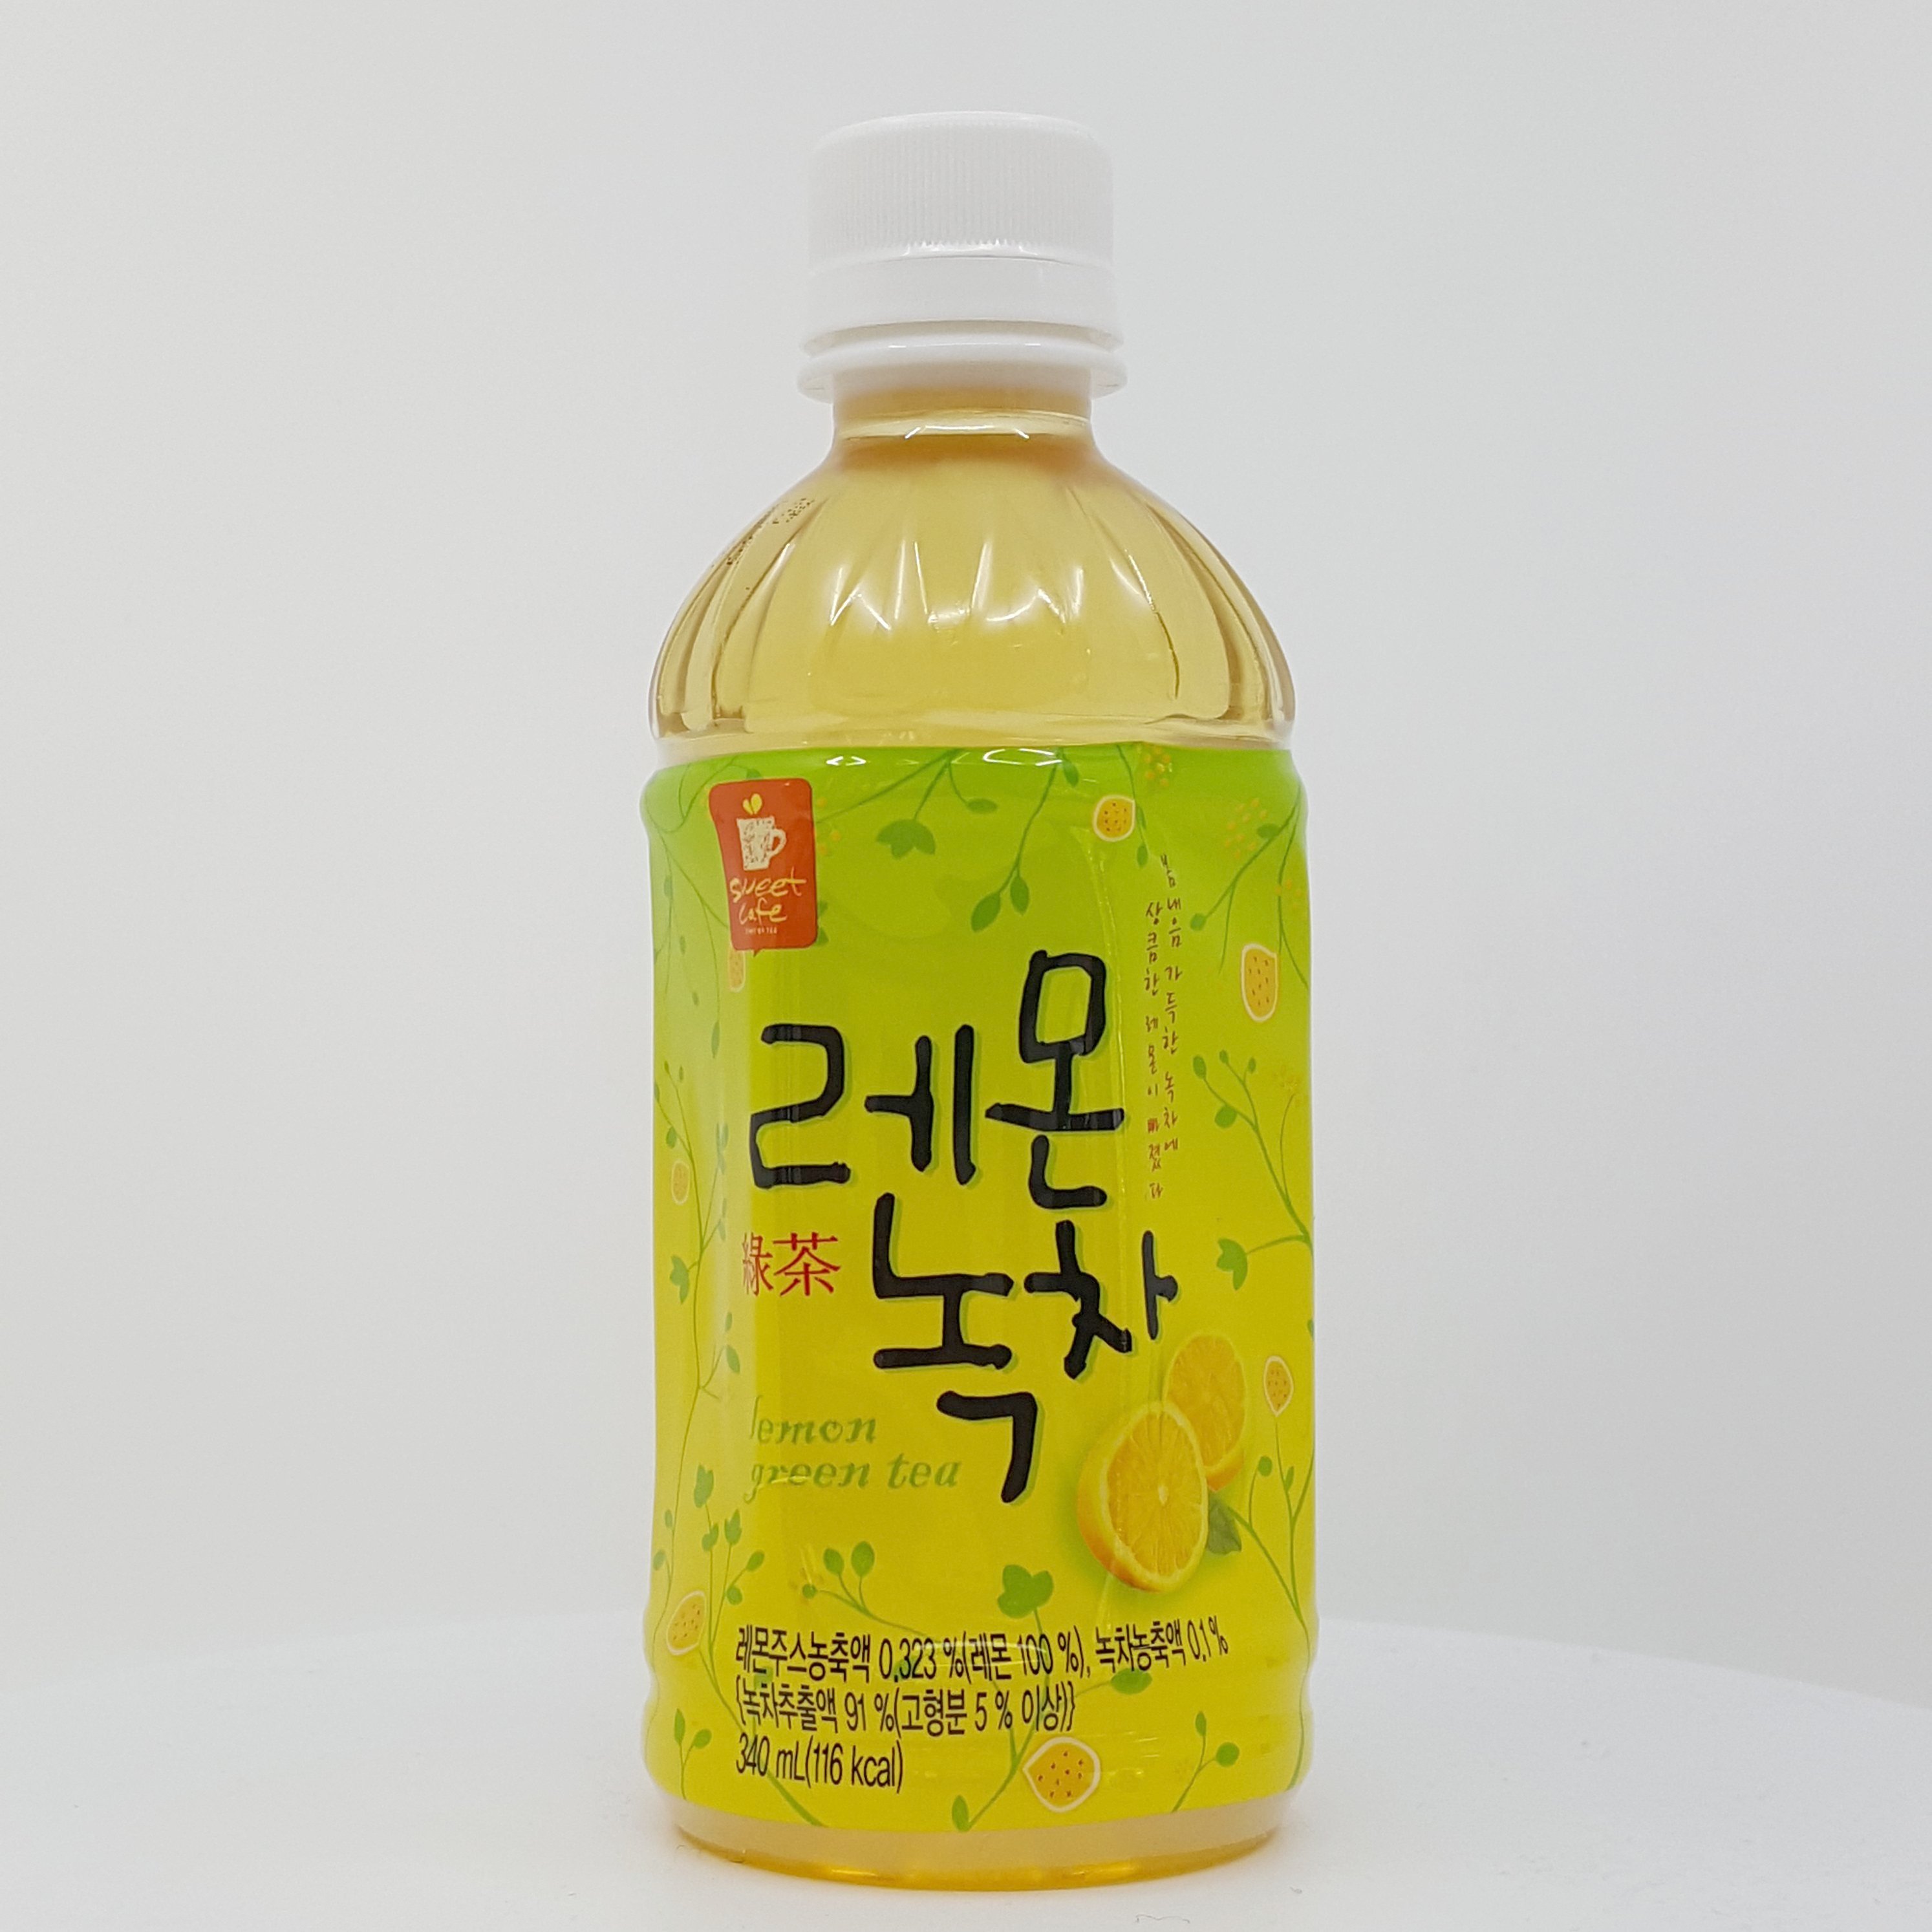 sweet
cafe
봄내음 가득한 녹차에
상큼한 레몬이 빠졌다
레몬
녹차
綠茶
lemon
green tea
레몬주스농축액 0.323 %(레몬 100 %), 녹차농축액 0.1 %
{녹차추출액 91 %(고형분 5 % 이상)}
340 mL(116 kcal)